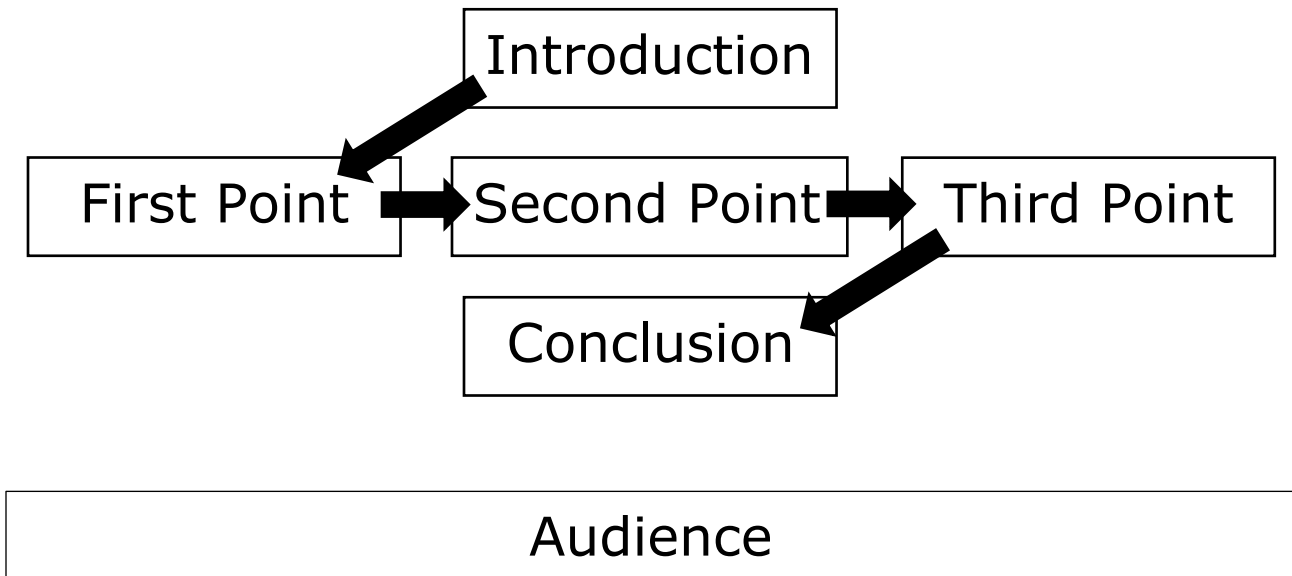 Introduction
First Point
Second Point
Third Point
Conclusion
Audience